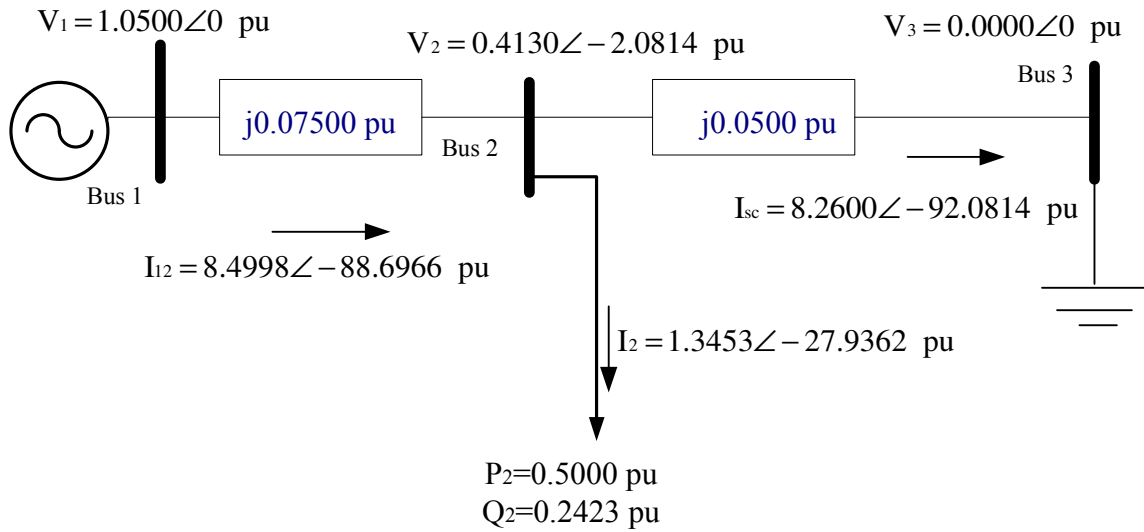 V1 = 1.0500∠0 pu
V2 = 0.4130∠−2.0814 pu
V3 = 0.0000∠0 pu
Bus 3
j0.07500 pu
j0.0500 pu
Bus 2
Bus 1
Isc = 8.2600∠−92.0814 pu
I12 = 8.4998∠−88.6966 pu
I2 = 1.3453∠−27.9362 pu
P2=0.5000 pu
Q2=0.2423 pu